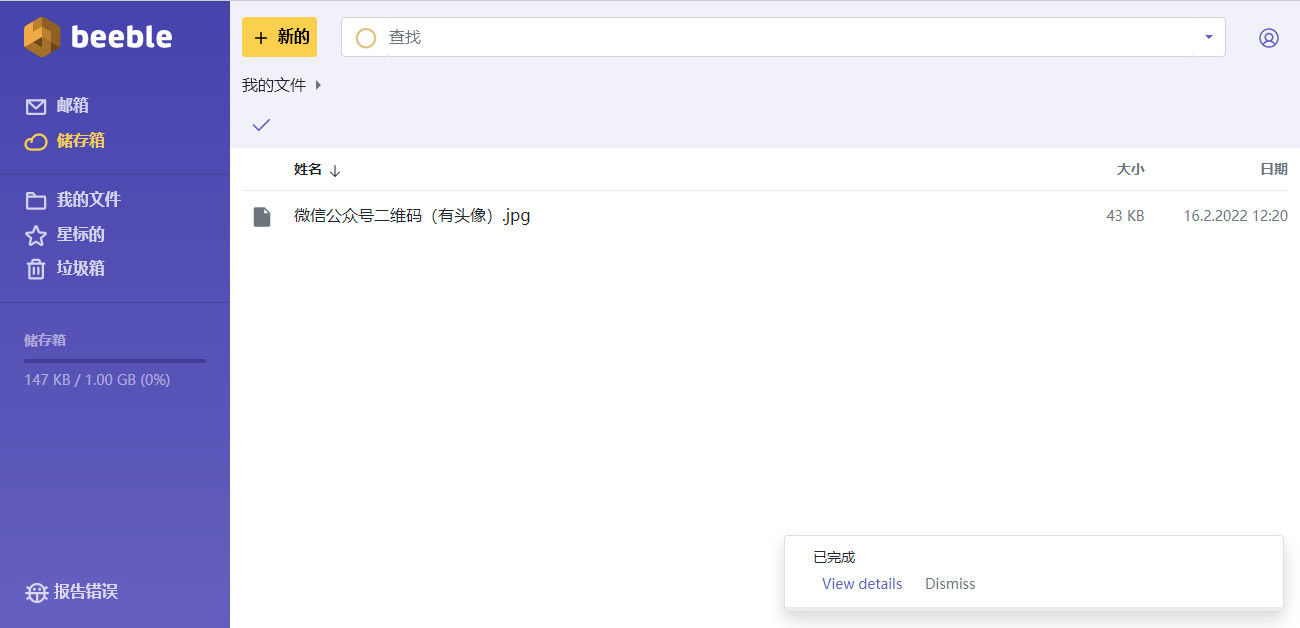 beeble
邮箱
储存箱
我的文件
星标的
垃圾箱
储存箱
147 KB / 1.00 GB (0%)
报告错误
+ 新的
查找
我的文件
姓名 ↓
大小
日期
微信公众号二维码（有头像）.jpg
43 KB
16.2.2022 12:20
已完成
View details Dismiss